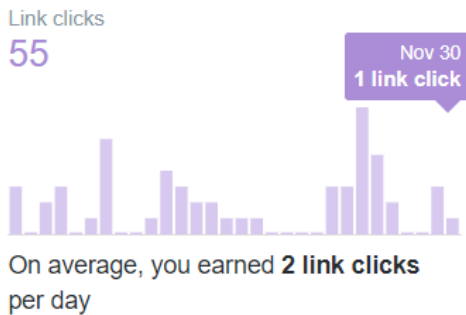 Link clicks
55
Nov 30
1 link click
On average, you earned 2 link clicks
per day